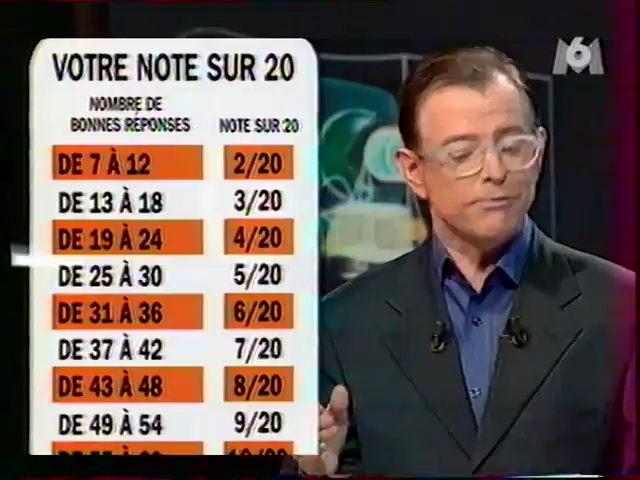 VOTRE NOTE SUR 20
NOMBRE DE
BONNES RÉPONSES NOTE SUR 20
DE 7 À 12 2/20
DE 13 À 18 3/20
DE 19 À 24 4/20
DE 25 À 30 5/20
DE 31 À 36 6/20
DE 37 À 42 7/20
DE 43 À 48 8/20
DE 49 À 54 9/20
M6